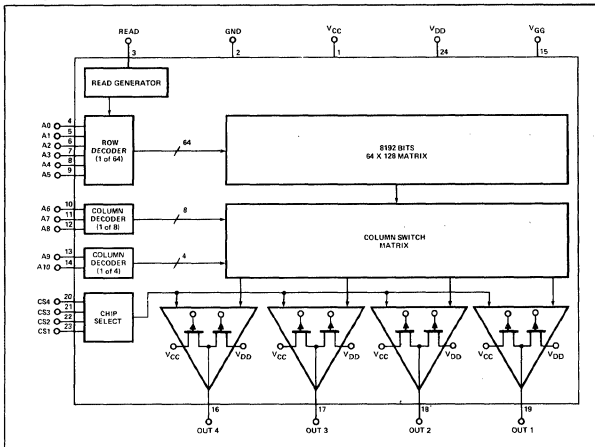 READ GND VCC VDD VGG
3 2 1 24 15
READ GENERATOR
A0 4
A1 5
A2 6
A3 7
A4 8
A5 9
ROW
DECODER
(1 of 64)
64
8192 BITS
64 X 128 MATRIX
A6 10
A7 11
A8 12
COLUMN
DECODER
(1 of 8)
8
COLUMN SWITCH
MATRIX
A9 13
A10 14
COLUMN
DECODER
(1 of 4)
4
CS4 20
CS3 21
CS2 22
CS1 23
CHIP
SELECT
VCC VDD VCC VDD VCC VDD VCC VDD
16 17 18 19
OUT 4 OUT 3 OUT 2 OUT 1